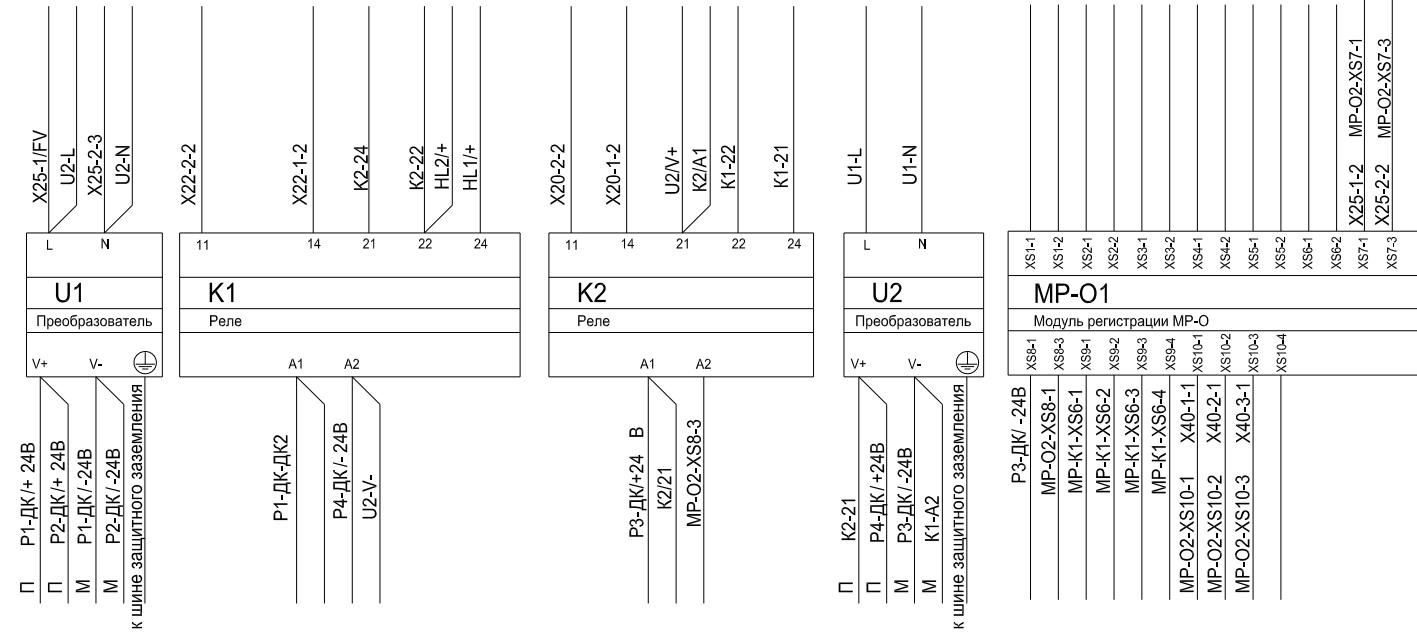 X25-1/FV
U2-L
X25-2-3
U2-N
L
N
U1
Преобразователь
V+
V-
P1-ДК/+ 24В
P2-ДК/+ 24В
P1-ДК/ -24В
P2-ДК/ -24В
к шине защитного заземления
П
П
М
М
X22-2-2
X22-1-2
K2-24
K2-22
HL2/+
HL1/+
11
14
21
22
24
K1
Реле
A1
A2
P1-ДК-ДК2
P4-ДК/- 24В
U2-V-
X20-2-2
X20-1-2
U2/V+
K2/A1
K1-22
K1-21
11
14
21
22
24
K2
Реле
A1
A2
P3-ДК/+24 В
K2/21
MP-O2-XS8-3
U1-L
U1-N
L
N
U2
Преобразователь
V+
V-
K2-21
P4-ДК/ +24В
P3-ДК/ -24В
K1-A2
к шине защитного заземления
П
П
М
М
X25-1-2 MP-O2-XS7-1
X25-2-2 MP-O2-XS7-3
XS1-1
XS1-2
XS2-1
XS2-2
XS3-1
XS3-2
XS4-1
XS4-2
XS5-1
XS5-2
XS6-1
XS6-2
XS7-1
XS7-3
MP-O1
Модуль регистрации МР-О
XS8-1
XS8-3
XS9-1
XS9-2
XS9-3
XS9-4
XS10-1
XS10-2
XS10-3
XS10-4
P3-ДК/ -24В
MP-O2-XS8-1
MP-K1-XS6-1
MP-K1-XS6-2
MP-K1-XS6-3
MP-K1-XS6-4
MP-O2-XS10-1 X40-1-1
MP-O2-XS10-2 X40-2-1
MP-O2-XS10-3 X40-3-1